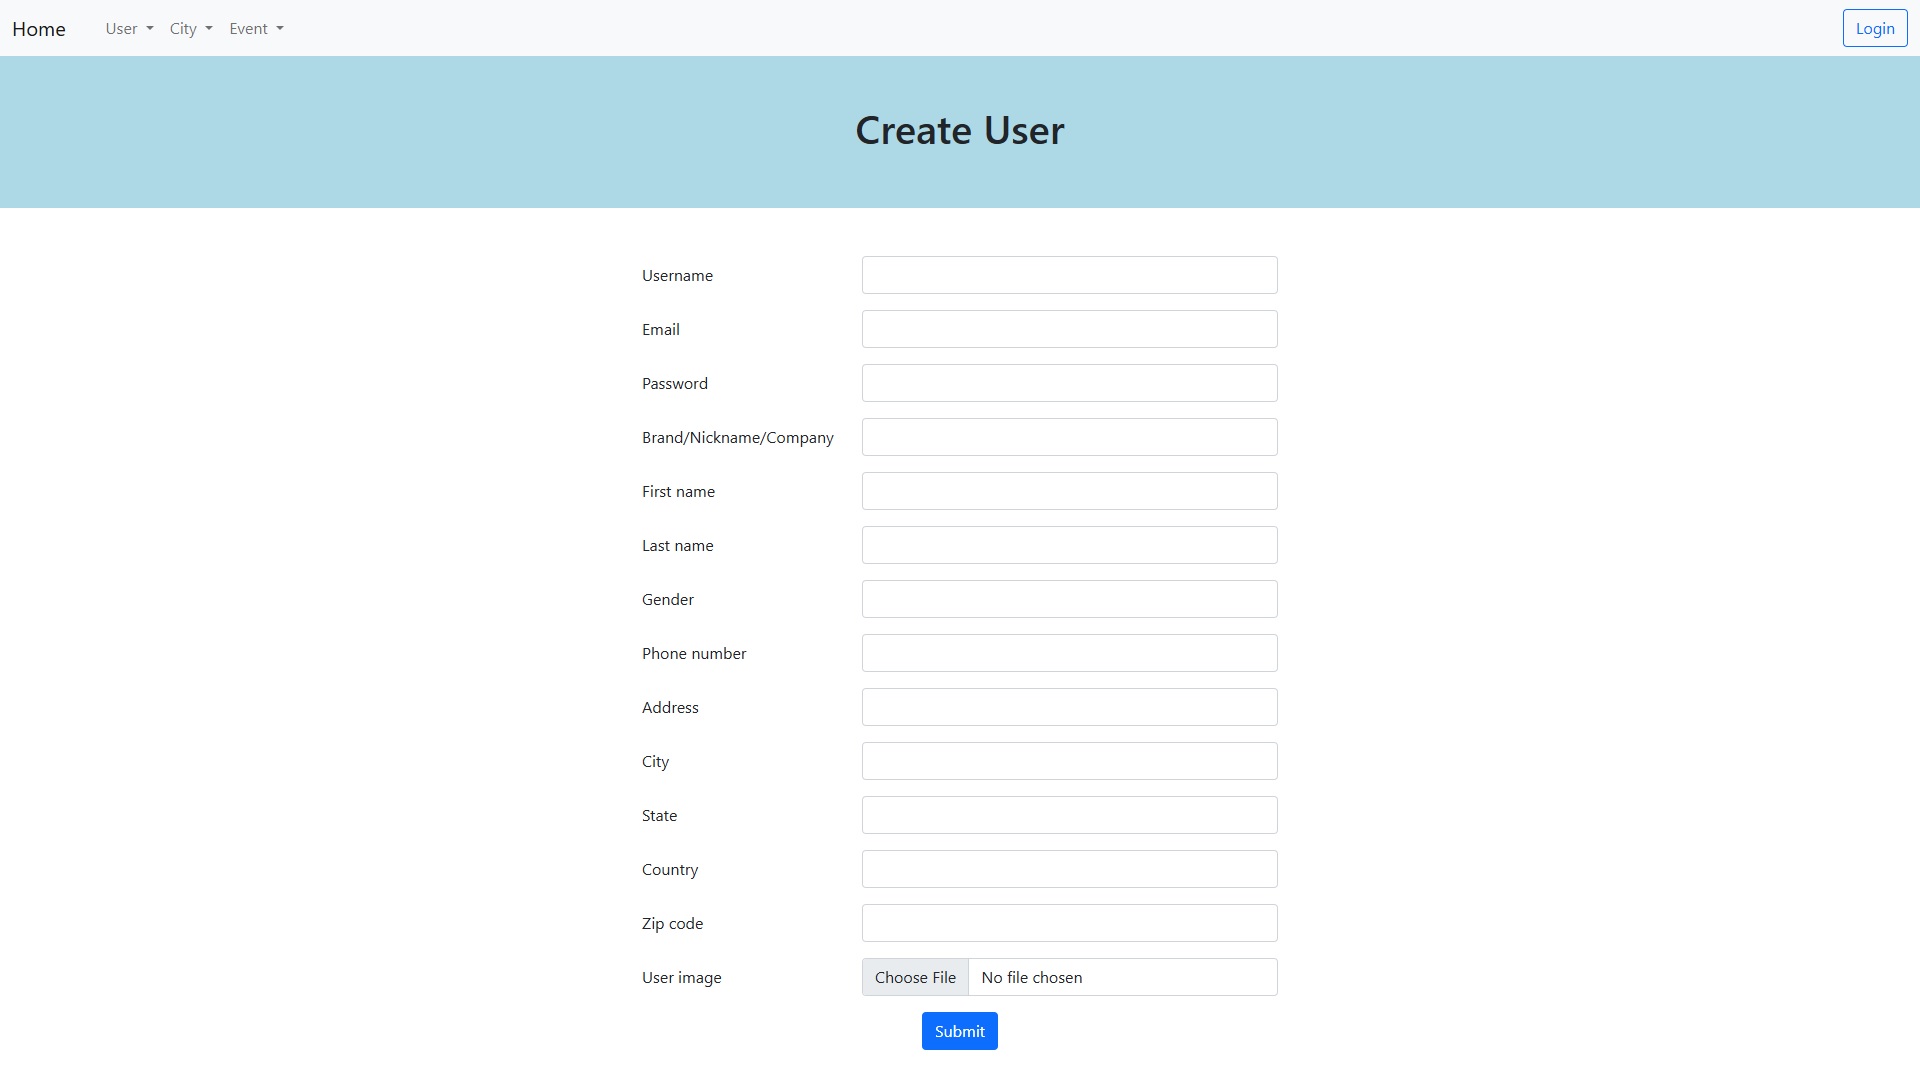 Home User City Event Login
Create User
Username
Email
Password
Brand/Nickname/Company
First name
Last name
Gender
Phone number
Address
City
State
Country
Zip code
User image Choose File No file chosen
Submit